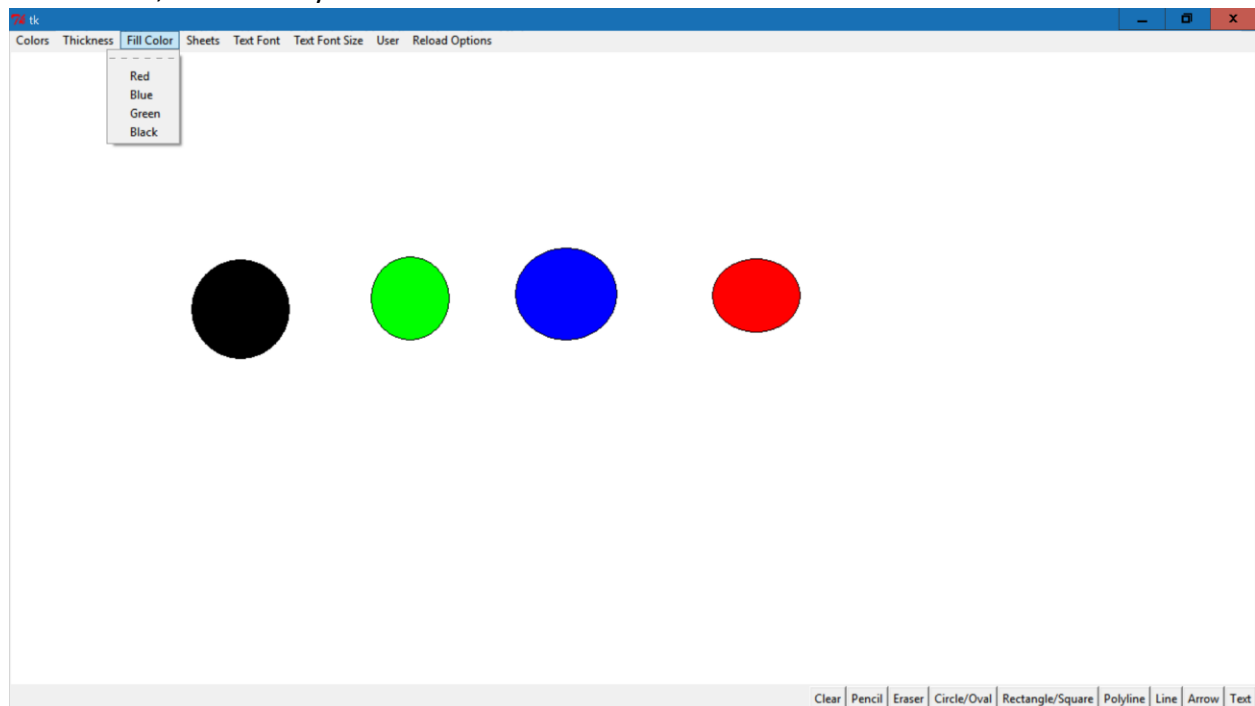 tk
Colors Thickness Fill Color Sheets Text Font Text Font Size User Reload Options
Red
Blue
Green
Black
Clear Pencil Eraser Circle/Oval Rectangle/Square Polyline Line Arrow Text